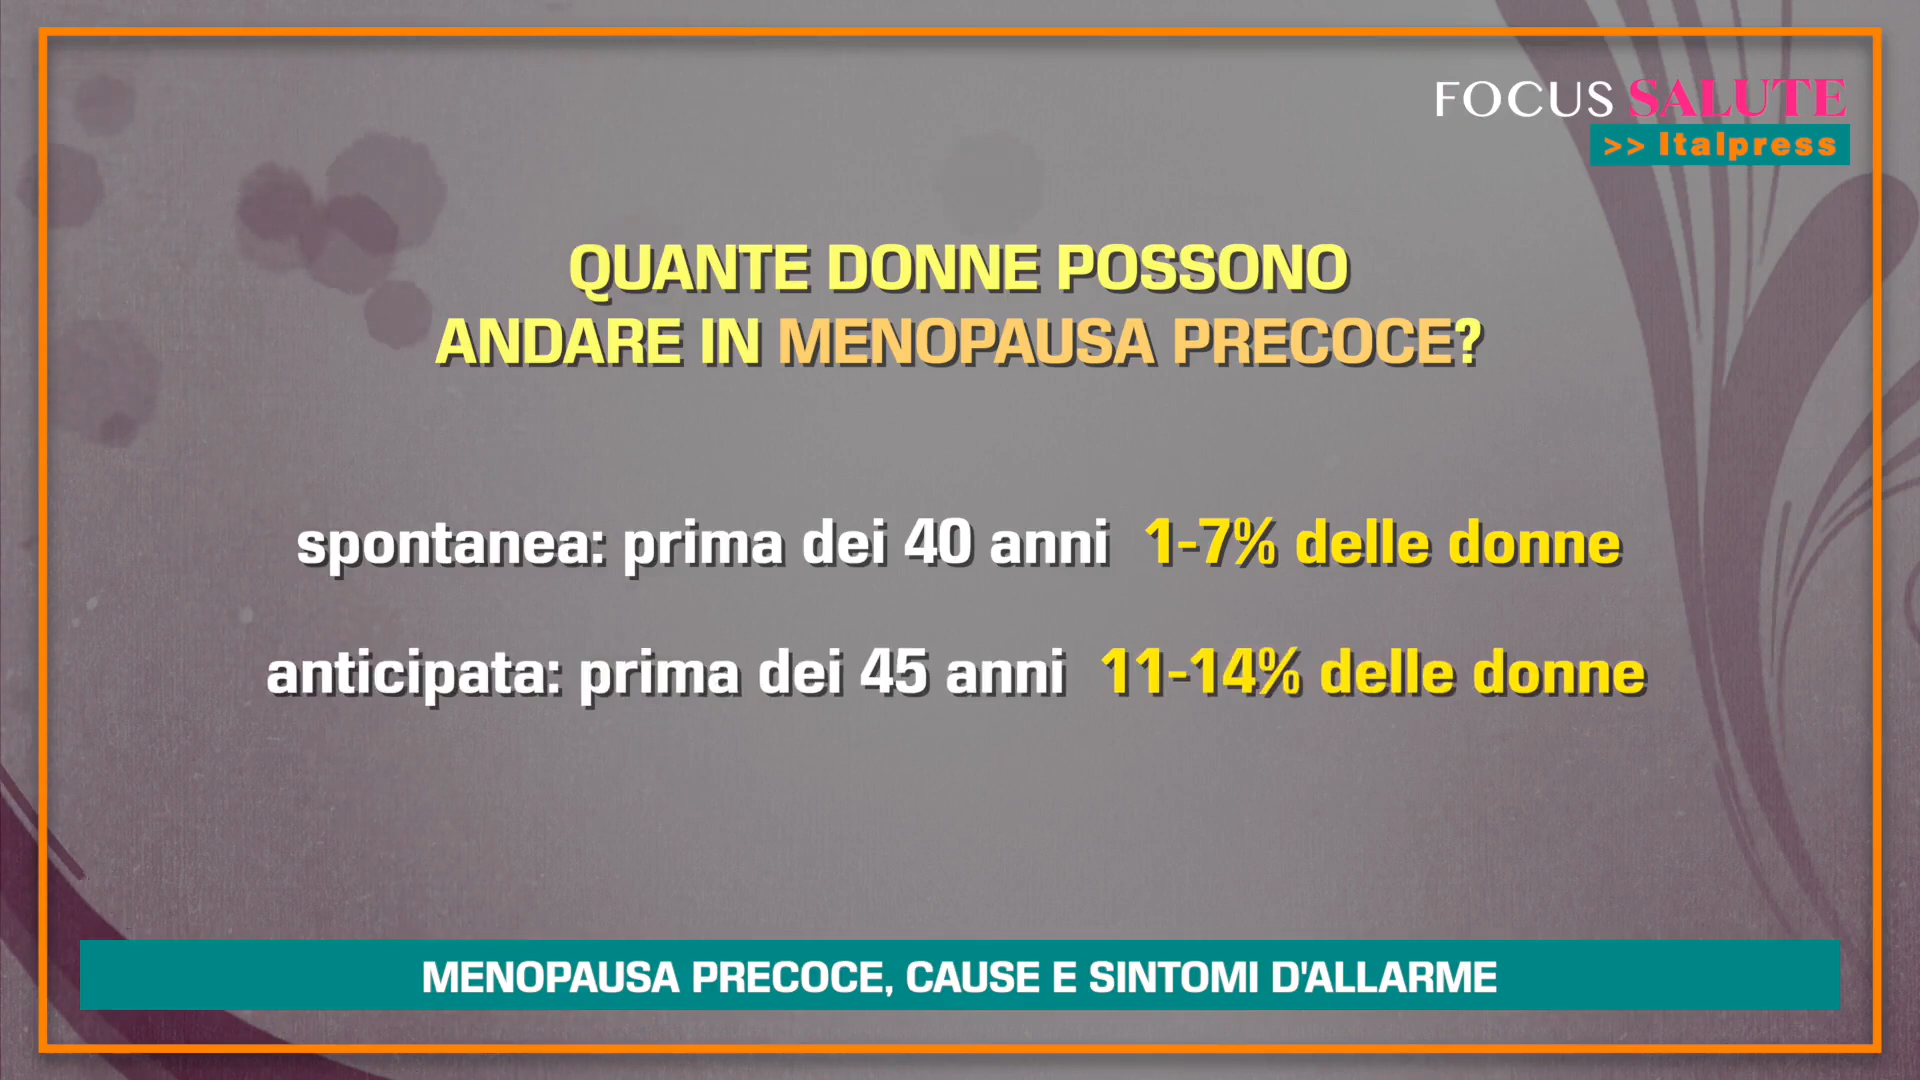 FOCUS SALUTE
>> Italpress
QUANTE DONNE POSSONO
ANDARE IN MENOPAUSA PRECOCE?
spontanea: prima dei 40 anni 1-7% delle donne
anticipata: prima dei 45 anni 11-14% delle donne
MENOPAUSA PRECOCE, CAUSE E SINTOMI D'ALLARME